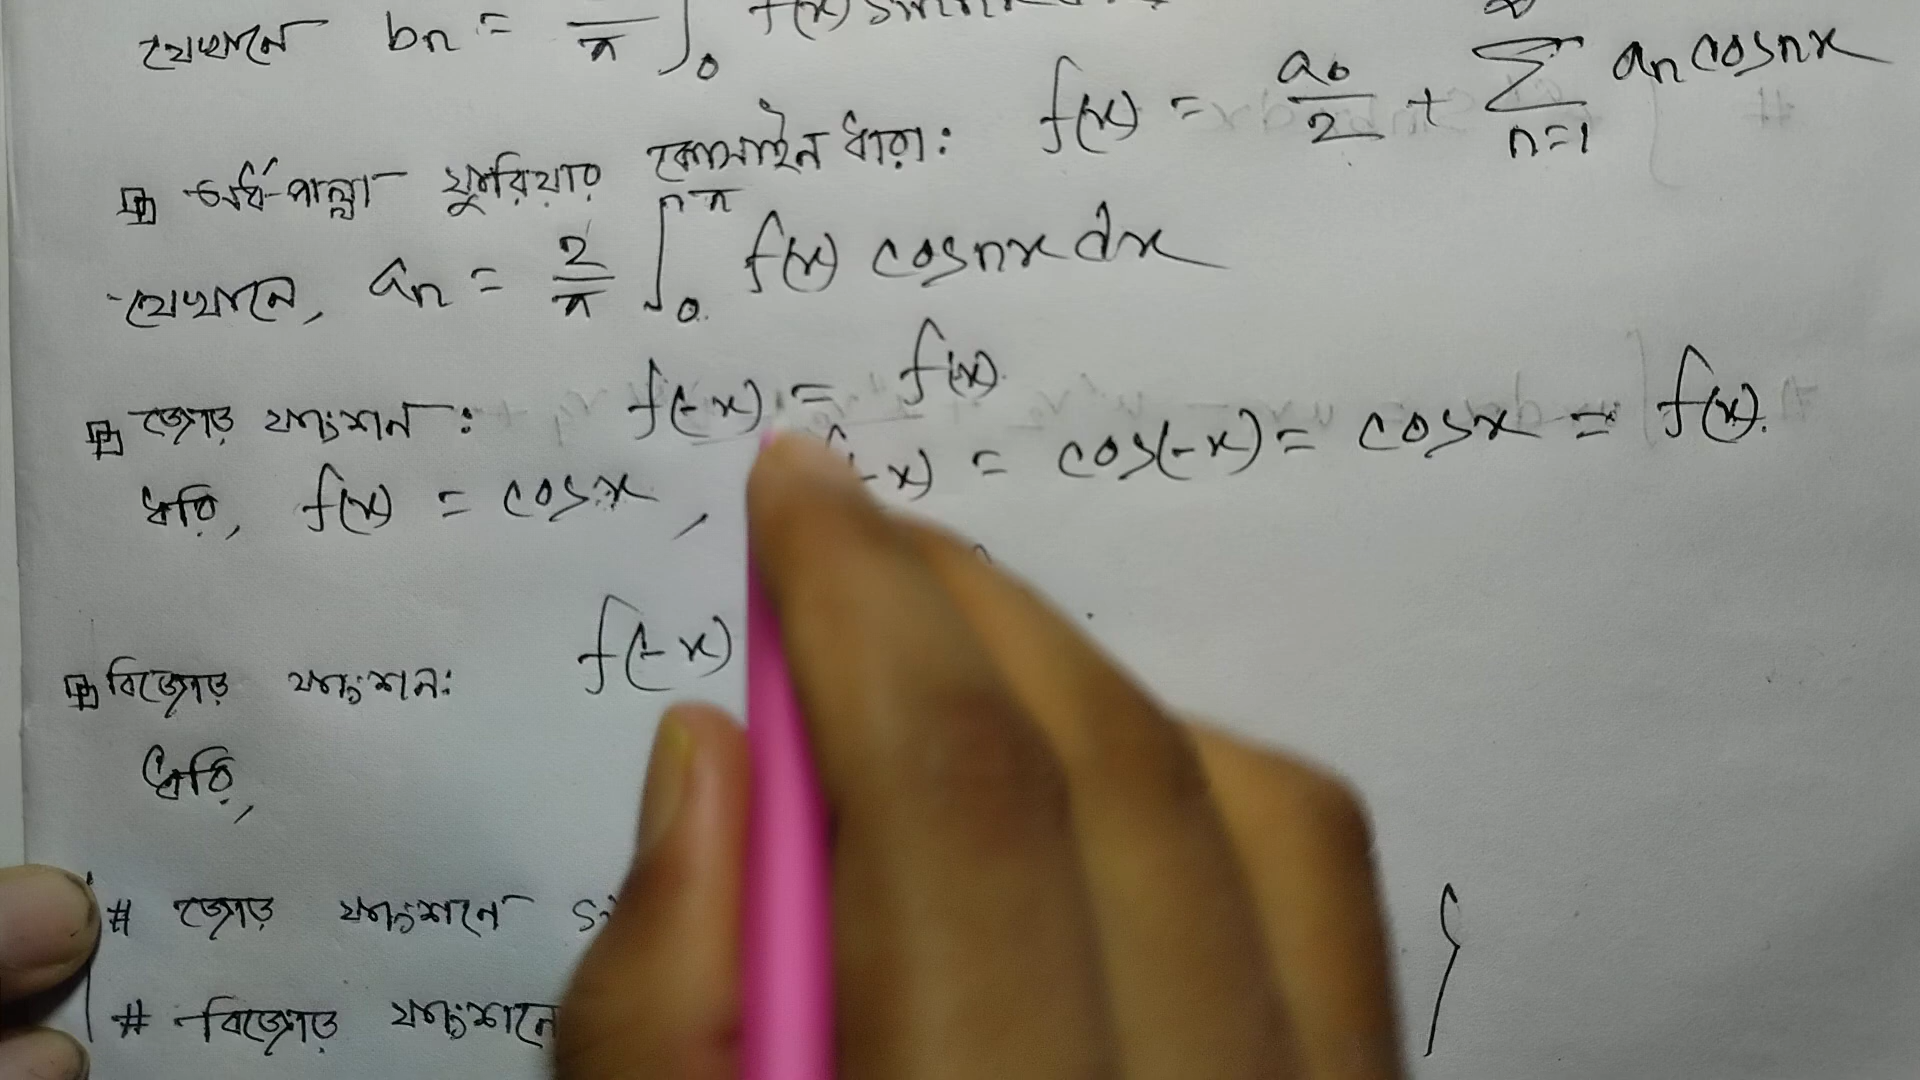 যেখানে bn = π ∫0 f(x)
অর্ধ-পাল্লা ফুরিয়ার কোসাইন ধারা: f(x) = a0/2 + ∑n=1 an cosnx
যেখানে, an = 2/π ∫0^π f(x) cosnx dx
জোড় ফাংশন: f(-x) = f(x)
ধরি, f(x) = cosx, -x) = cos(-x) = cosx = f(x).
বিজোড় ফাংশন: f(-x)
ধরি,
# জোড় ফাংশনে
# বিজোড় ফাংশনে